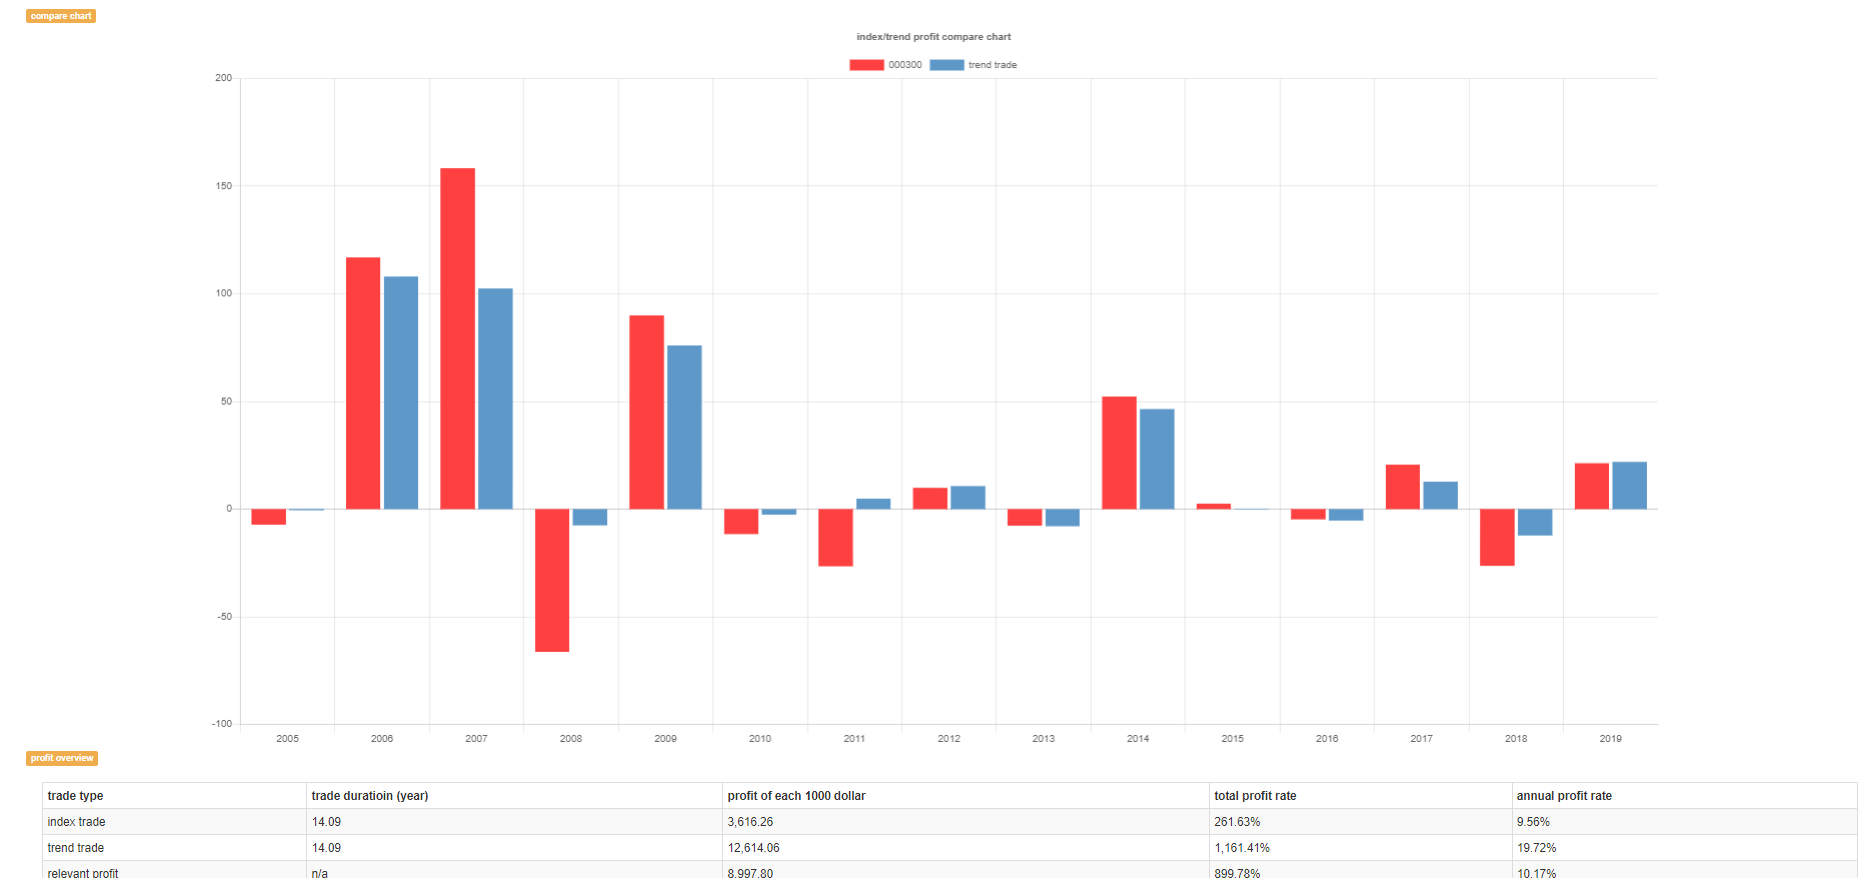 compare chart
index/trend profit compare chart
000300 trend trade
200
150
100
50
0
-50
-100
2005 2006 2007 2008 2009 2010 2011 2012 2013 2014 2015 2016 2017 2018 2019
profit overview
trade type trade duratioin (year) profit of each 1000 dollar total profit rate annual profit rate
index trade 14.09 3,616.26 261.63% 9.56%
trend trade 14.09 12,614.06 1,161.41% 19.72%
relevant profit n/a 8,997.80 899.78% 10.17%